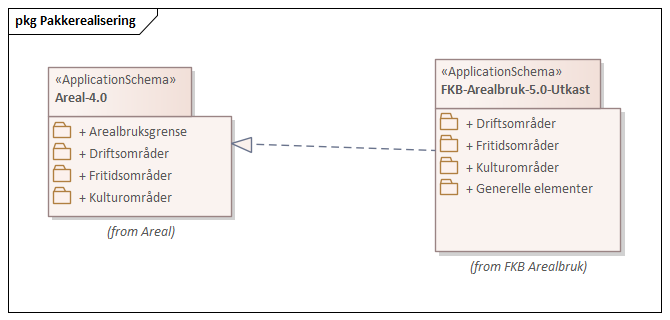 pkg Pakkerealisering
«ApplicationSchema»
Areal-4.0
+ Arealbruksgrense
+ Driftsområder
+ Fritidsområder
+ Kulturområder
(from Areal)
«ApplicationSchema»
FKB-Arealbruk-5.0-Utkast
+ Driftsområder
+ Fritidsområder
+ Kulturområder
+ Generelle elementer
(from FKB Arealbruk)